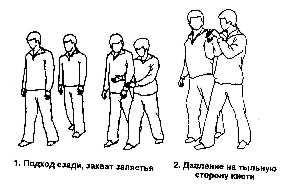 1. Подход сзади, захват запястья
2. Давление на тыльную
сторону кисти